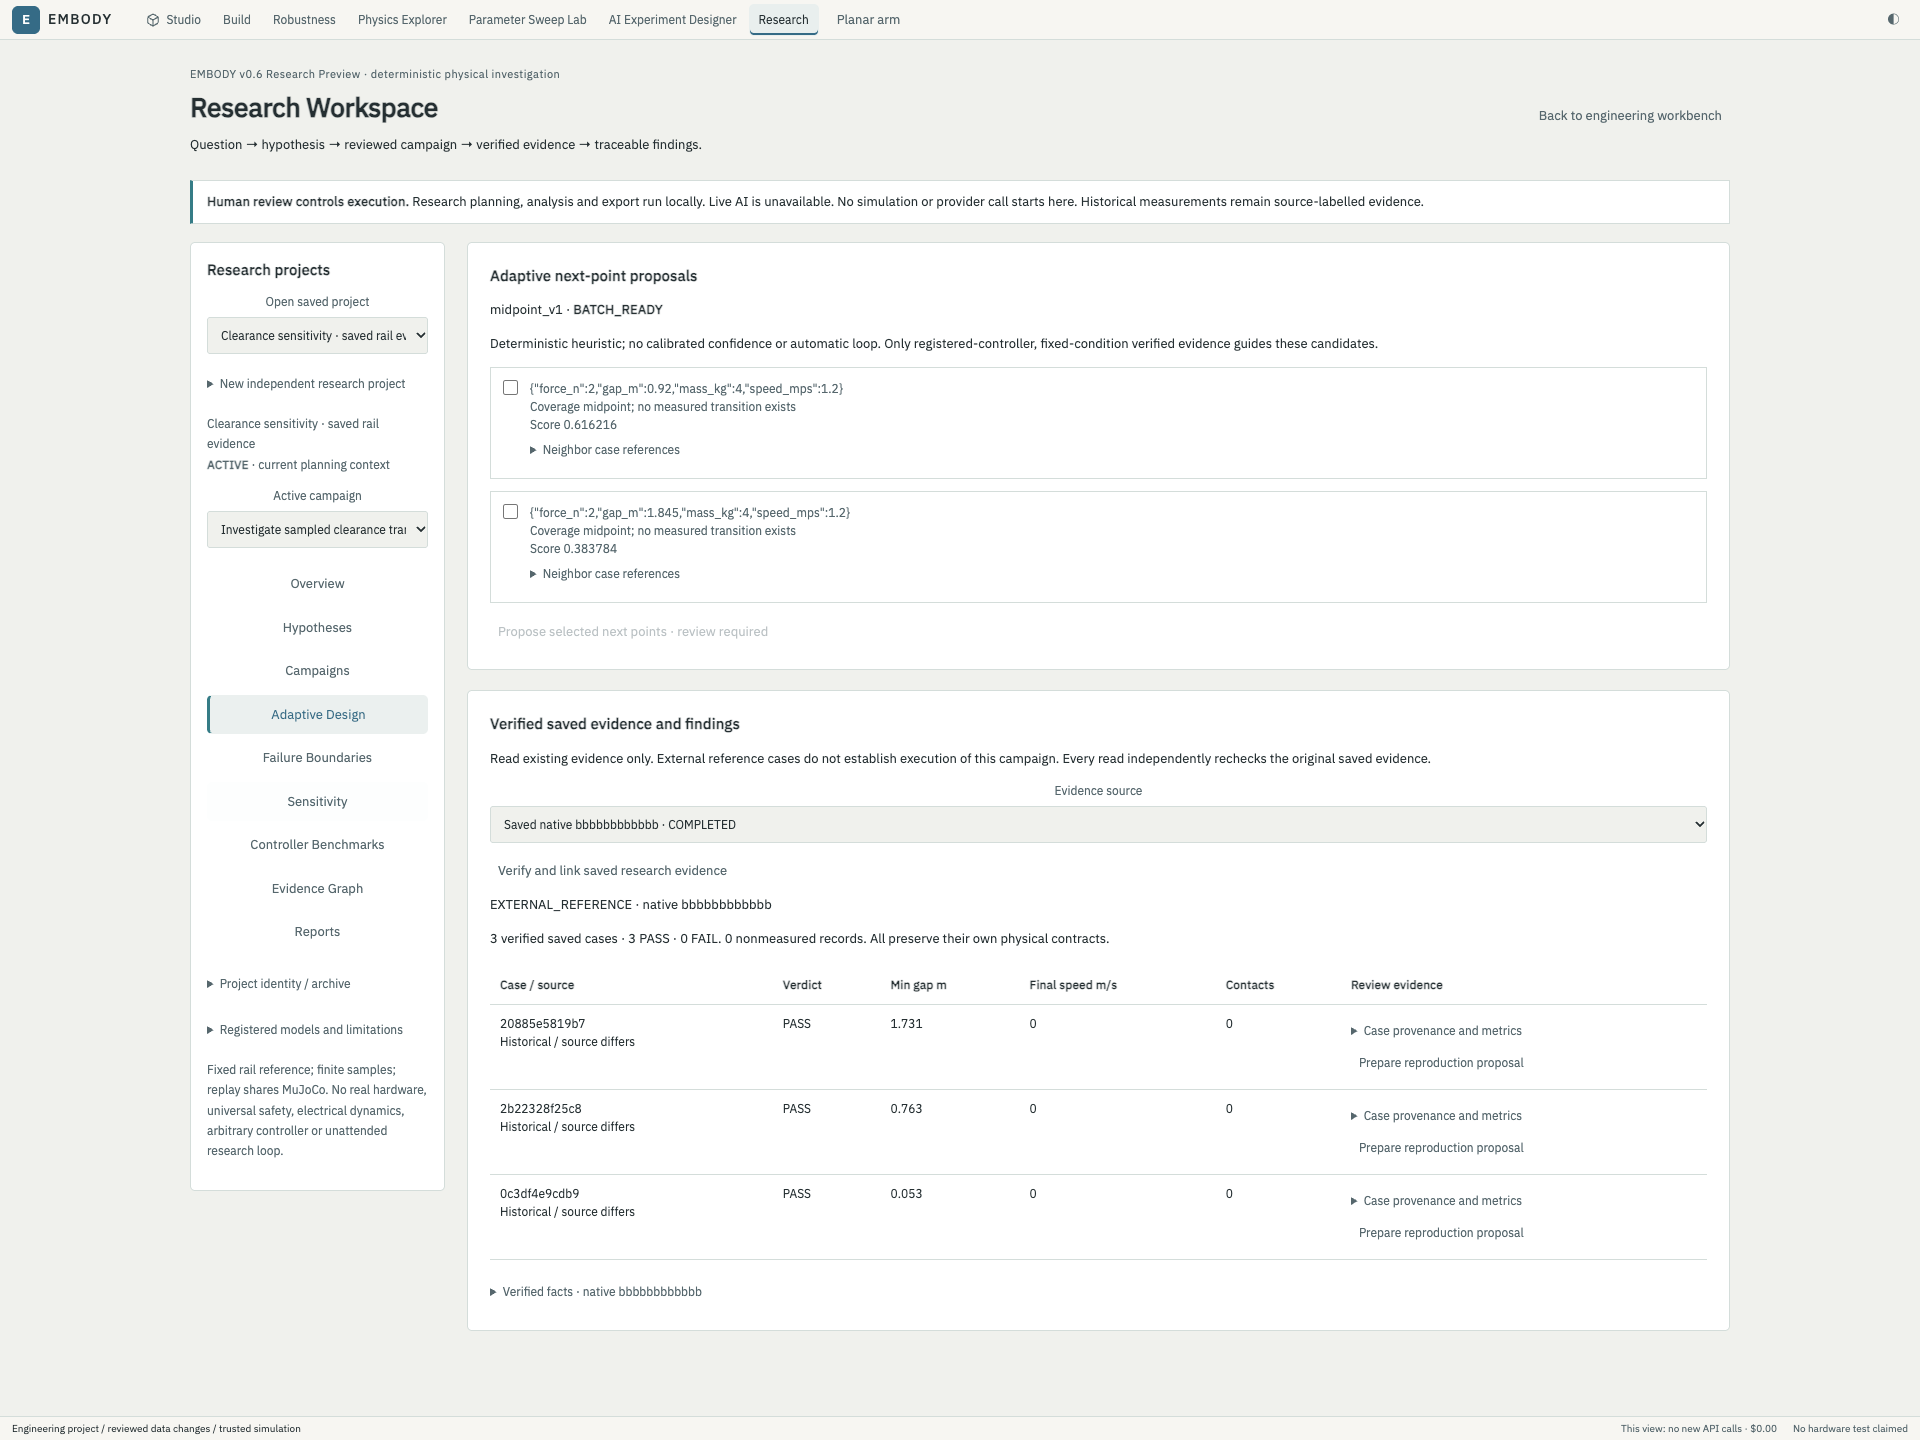 E EMBODY Studio Build Robustness Physics Explorer Parameter Sweep Lab AI Experiment Designer Research Planar arm
EMBODY v0.6 Research Preview · deterministic physical investigation
Research Workspace
Back to engineering workbench
Question → hypothesis → reviewed campaign → verified evidence → traceable findings.
Human review controls execution. Research planning, analysis and export run locally. Live AI is unavailable. No simulation or provider call starts here. Historical measurements remain source-labelled evidence.
Research projects
Open saved project
Clearance sensitivity · saved rail ev
New independent research project
Clearance sensitivity · saved rail
evidence
ACTIVE · current planning context
Active campaign
Investigate sampled clearance tran
Overview
Hypotheses
Campaigns
Adaptive Design
Failure Boundaries
Sensitivity
Controller Benchmarks
Evidence Graph
Reports
Project identity / archive
Registered models and limitations
Fixed rail reference; finite samples;
replay shares MuJoCo. No real hardware,
universal safety, electrical dynamics,
arbitrary controller or unattended
research loop.
Adaptive next-point proposals
midpoint_v1 · BATCH_READY
Deterministic heuristic; no calibrated confidence or automatic loop. Only registered-controller, fixed-condition verified evidence guides these candidates.
{"force_n":2,"gap_m":0.92,"mass_kg":4,"speed_mps":1.2}
Coverage midpoint; no measured transition exists
Score 0.616216
Neighbor case references
{"force_n":2,"gap_m":1.845,"mass_kg":4,"speed_mps":1.2}
Coverage midpoint; no measured transition exists
Score 0.383784
Neighbor case references
Propose selected next points · review required
Verified saved evidence and findings
Read existing evidence only. External reference cases do not establish execution of this campaign. Every read independently rechecks the original saved evidence.
Evidence source
Saved native bbbbbbbbbbbb · COMPLETED
Verify and link saved research evidence
EXTERNAL_REFERENCE · native bbbbbbbbbbbb
3 verified saved cases · 3 PASS · 0 FAIL. 0 nonmeasured records. All preserve their own physical contracts.
Case / source Verdict Min gap m Final speed m/s Contacts Review evidence
20885e5819b7 PASS 1.731 0 0 Case provenance and metrics
Historical / source differs
Prepare reproduction proposal
2b22328f25c8 PASS 0.763 0 0 Case provenance and metrics
Historical / source differs
Prepare reproduction proposal
0c3df4e9cdb9 PASS 0.053 0 0 Case provenance and metrics
Historical / source differs
Prepare reproduction proposal
Verified facts · native bbbbbbbbbbbb
Engineering project / reviewed data changes / trusted simulation
This view: no new API calls · $0.00 No hardware test claimed